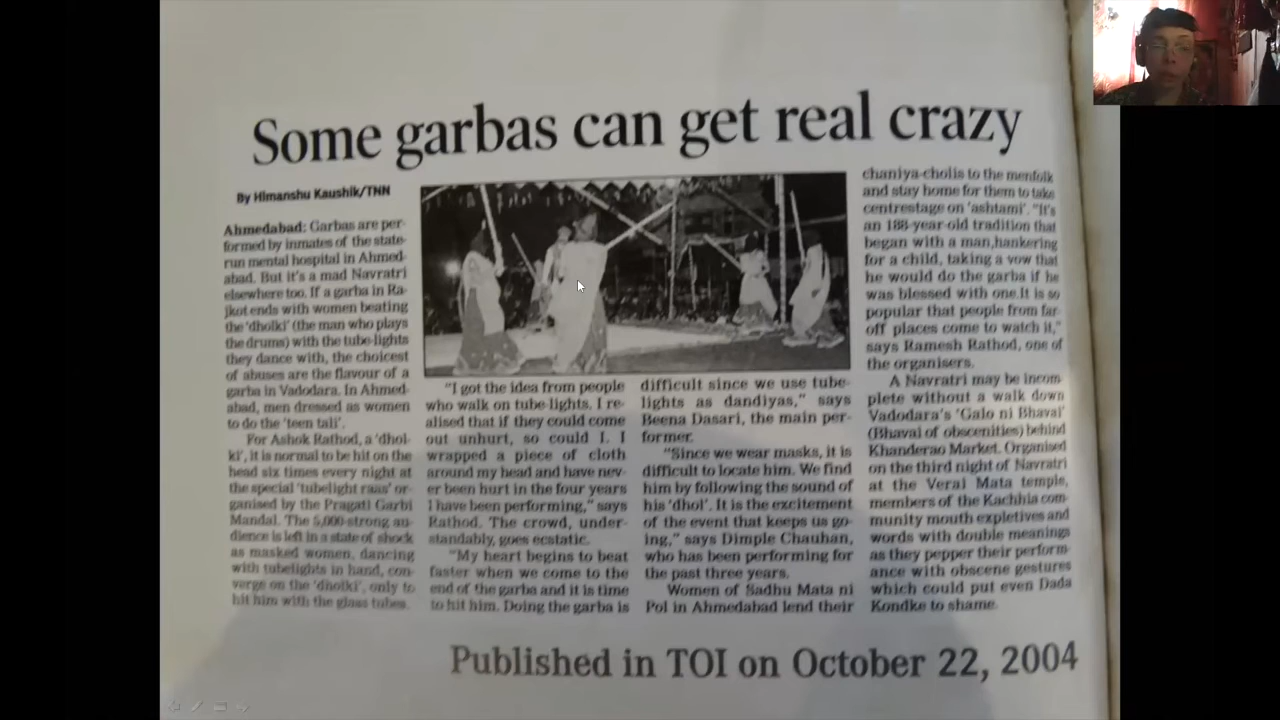 Some garbas can get real crazy
By Himanshu Kaushik/TNN
Ahmedabad: Garbas are per-
formed by inmates of the state-
run mental hospital in Ahmed-
abad. But it's a mad Navratri
elsewhere too. If a garba in Ra-
jkot ends with women beating
the 'dholki' (the man who plays
the drums) with the tube-lights
they dance with, the choicest
of abuses are the flavour of a
garba in Vadodara. In Ahmed-
abad, men dressed as women
to do the 'teen tali'.
For Ashok Rathod, a 'dhol-
ki', it is normal to be hit on the
head six times every night at
the special 'tubelight raas' or-
ganised by the Pragati Garbi
Mandal. The 5,000-strong au-
dience is left in a state of shock
as masked women, dancing
with tubelights in hand, con-
verge on the 'dholki', only to
hit him with the glass tubes.
"I got the idea from people
who walk on tube-lights. I re-
alised that if they could come
out unhurt, so could I. I
wrapped a piece of cloth
around my head and have nev-
er been hurt in the four years
I have been performing," says
Rathod. The crowd, under-
standably, goes ecstatic.
"My heart begins to beat
faster when we come to the
end of the garba and it is time
to hit him. Doing the garba is
difficult since we use tube-
lights as dandiyas," says
Beena Dasari, the main per-
former.
"Since we wear masks, it is
difficult to locate him. We find
him by following the sound of
his 'dhol'. It is the excitement
of the event that keeps us go-
ing," says Dimple Chauhan,
who has been performing for
the past three years.
Women of Sadhu Mata ni
Pol in Ahmedabad lend their
chaniya-cholis to the menfolk
and stay home for them to take
centrestage on 'ashtami'. "It's
an 188-year-old tradition that
began with a man,hankering
for a child, taking a vow that
he would do the garba if he
was blessed with one.It is so
popular that people from far-
off places come to watch it,"
says Ramesh Rathod, one of
the organisers.
A Navratri may be incom
plete without a walk down
Vadodara's 'Galo ni Bhavai'
(Bhavai of obscenities) behind
Khanderao Market. Organised
on the third night of Navratri
at the Verai Mata temple,
members of the Kachhia com-
munity mouth expletives and
words with double meanings
as they pepper their perform-
ance with obscene gestures
which could put even Dada
Kondke to shame.
Published in TOI on October 22, 2004